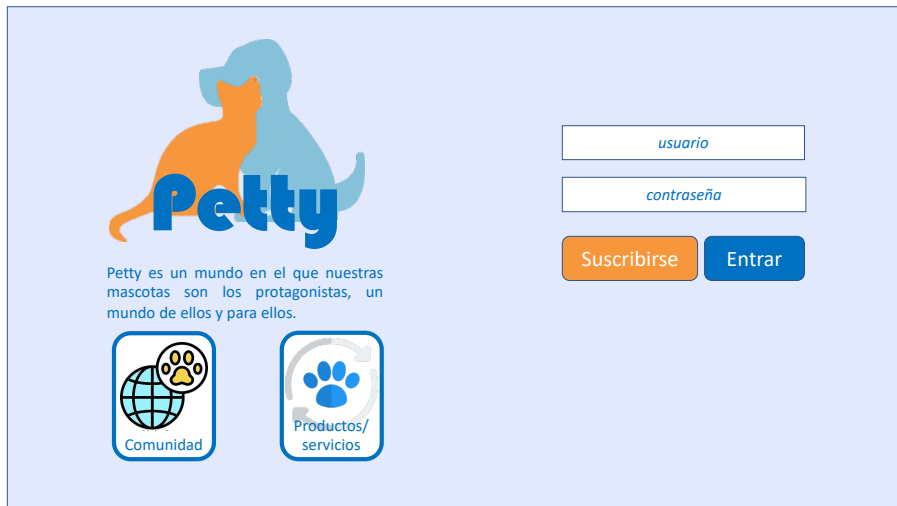 Petty
Petty es un mundo en el que nuestras
mascotas son los protagonistas, un
mundo de ellos y para ellos.
Comunidad
Productos/
servicios
usuario
contraseña
Suscribirse
Entrar